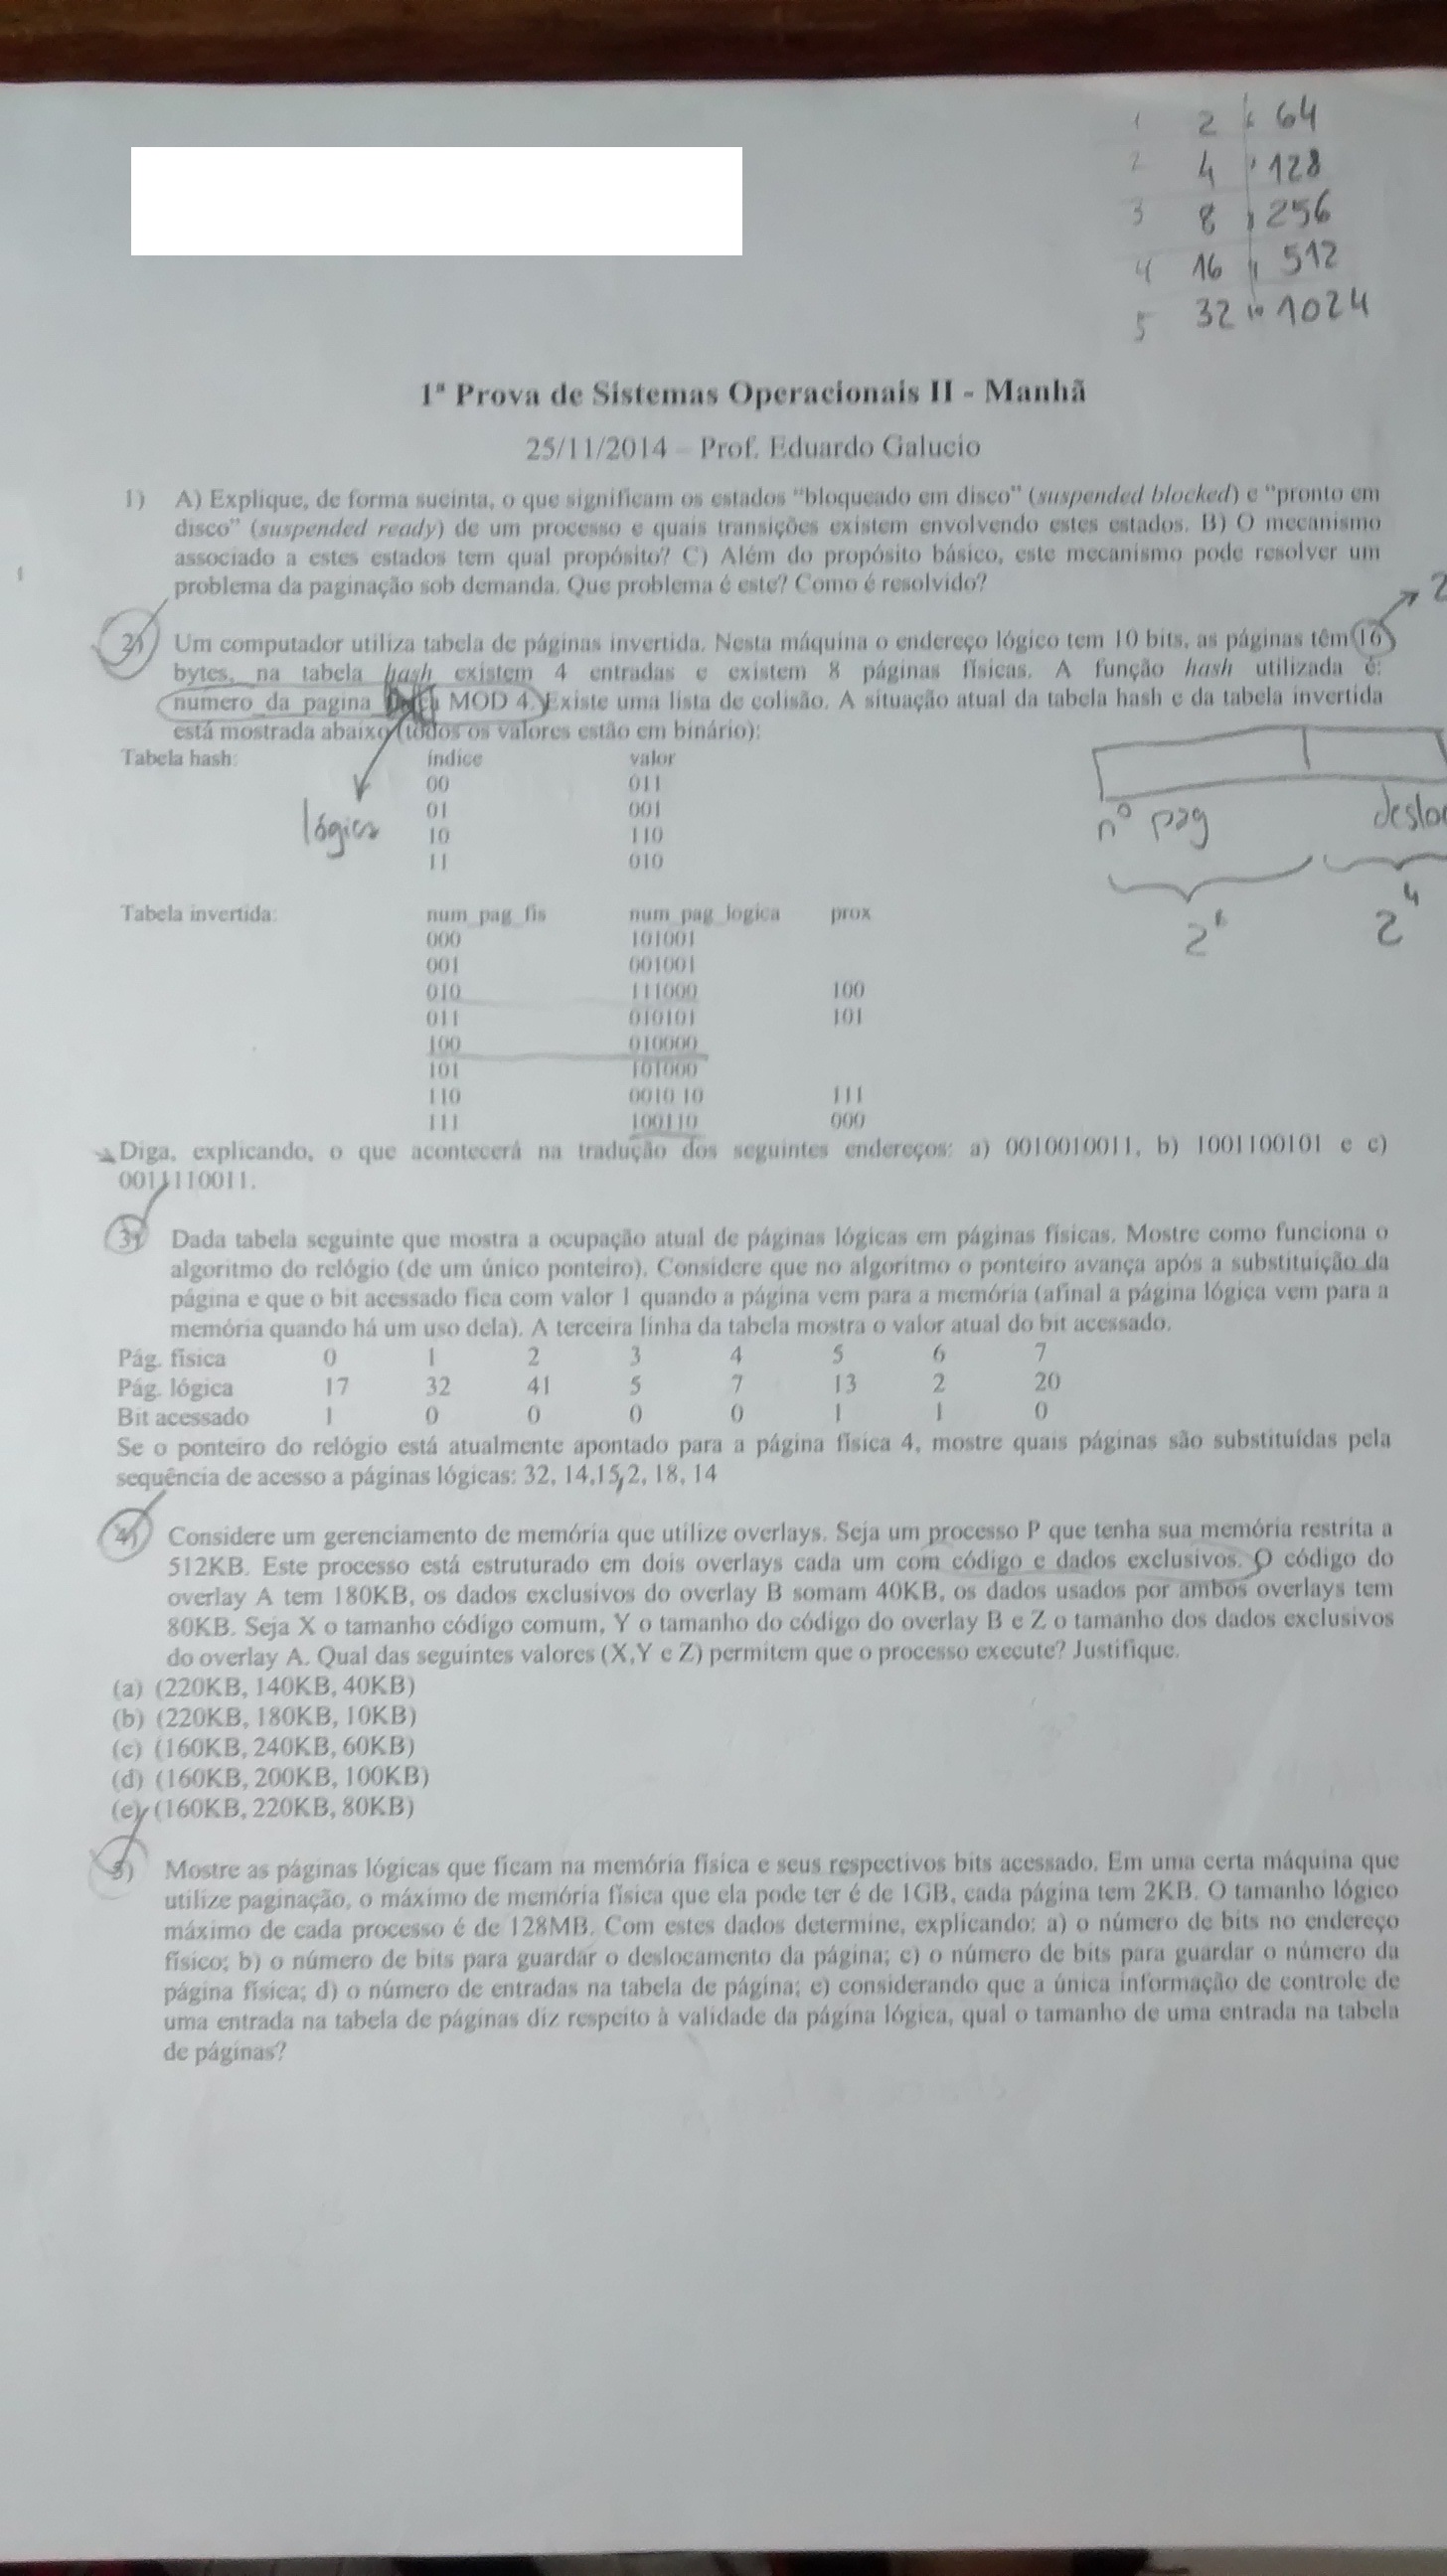 1 2 64
2 4 128
3 8 256
4 16 512
5 32 1024
1ª Prova de Sistemas Operacionais II - Manhã
25/11/2014 – Prof. Eduardo Galucio
1) A) Explique, de forma sucinta, o que significam os estados “bloqueado em disco” (suspended blocked) e “pronto em
disco” (suspended ready) de um processo e quais transições existem envolvendo estes estados. B) O mecanismo
associado a estes estados tem qual propósito? C) Além do propósito básico, este mecanismo pode resolver um
problema da paginação sob demanda. Que problema é este? Como é resolvido?
2) Um computador utiliza tabela de páginas invertida. Nesta máquina o endereço lógico tem 10 bits, as páginas têm 16
bytes, na tabela hash existem 4 entradas e existem 8 páginas físicas. A função hash utilizada é:
numero_da_pagina MOD 4. Existe uma lista de colisão. A situação atual da tabela hash e da tabela invertida
está mostrada abaixo (todos os valores estão em binário):
Tabela hash: índice valor
00 011
01 001
10 110
11 010
lógica
nº pag
2⁴
Tabela invertida: num_pag_fis num_pag_logica prox
000 101001
001 001001
010 111000 100
011 010101 101
100 010000
101 101000
110 001010 111
111 100110 000
Diga, explicando, o que acontecerá na tradução dos seguintes endereços: a) 0010010011, b) 1001100101 e c)
0011110011.
3) Dada tabela seguinte que mostra a ocupação atual de páginas lógicas em páginas físicas. Mostre como funciona o
algoritmo do relógio (de um único ponteiro). Considere que no algoritmo o ponteiro avança após a substituição da
página e que o bit acessado fica com valor 1 quando a página vem para a memória (afinal a página lógica vem para a
memória quando há um uso dela). A terceira linha da tabela mostra o valor atual do bit acessado.
Pág. física 0 1 2 3 4 5 6 7
Pág. lógica 17 32 41 5 7 13 2 20
Bit acessado 1 0 0 0 0 1 1 0
Se o ponteiro do relógio está atualmente apontado para a página física 4, mostre quais páginas são substituídas pela
sequência de acesso a páginas lógicas: 32, 14,15,2, 18, 14
4) Considere um gerenciamento de memória que utilize overlays. Seja um processo P que tenha sua memória restrita a
512KB. Este processo está estruturado em dois overlays cada um com código e dados exclusivos. O código do
overlay A tem 180KB, os dados exclusivos do overlay B somam 40KB, os dados usados por ambos overlays tem
80KB. Seja X o tamanho código comum, Y o tamanho do código do overlay B e Z o tamanho dos dados exclusivos
do overlay A. Qual das seguintes valores (X,Y e Z) permitem que o processo execute? Justifique.
(a) (220KB, 140KB, 40KB)
(b) (220KB, 180KB, 10KB)
(c) (160KB, 240KB, 60KB)
(d) (160KB, 200KB, 100KB)
(e) (160KB, 220KB, 80KB)
5) Mostre as páginas lógicas que ficam na memória física e seus respectivos bits acessado. Em uma certa máquina que
utilize paginação, o máximo de memória física que ela pode ter é de 1GB, cada página tem 2KB. O tamanho lógico
máximo de cada processo é de 128MB. Com estes dados determine, explicando: a) o número de bits no endereço
físico; b) o número de bits para guardar o deslocamento da página; c) o número de bits para guardar o número da
página física; d) o número de entradas na tabela de página; e) considerando que a única informação de controle de
uma entrada na tabela de páginas diz respeito à validade da página lógica, qual o tamanho de uma entrada na tabela
de páginas?